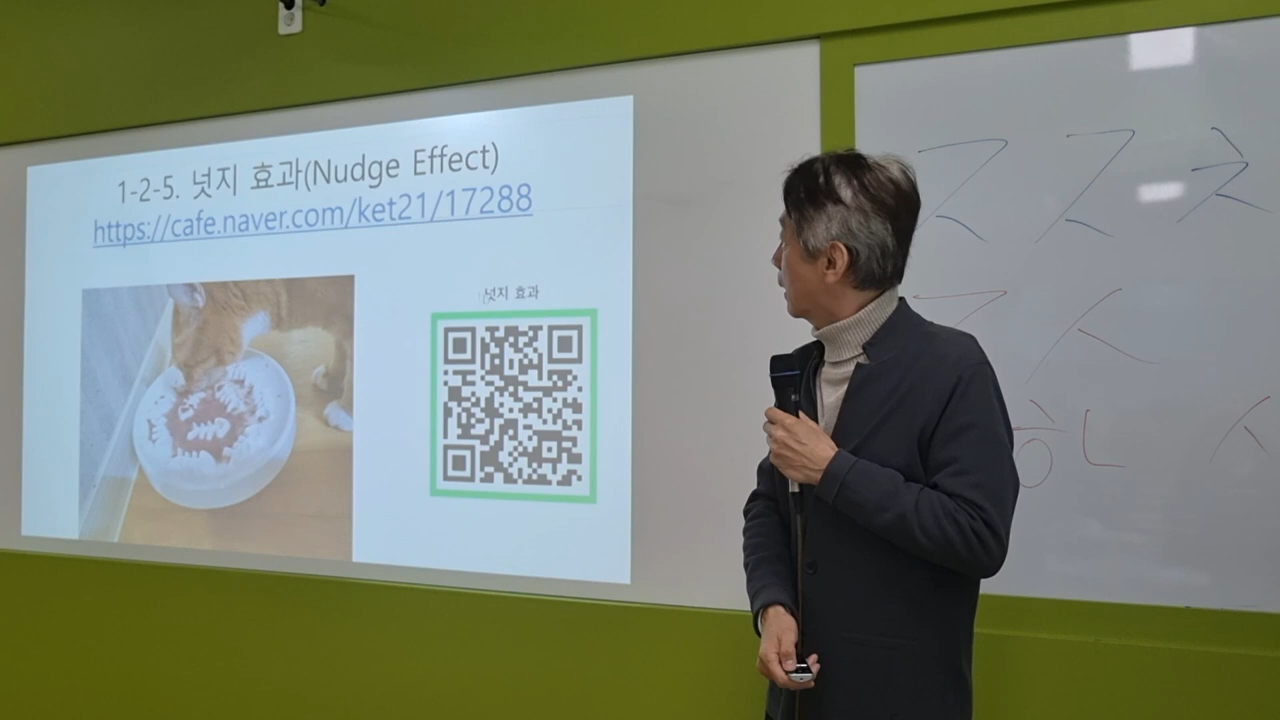 1-2-5. 넛지 효과(Nudge Effect)
https://cafe.naver.com/ket21/17288
넛지 효과
ㅈ ㅈ ㅊ
ㅈ ㅅ